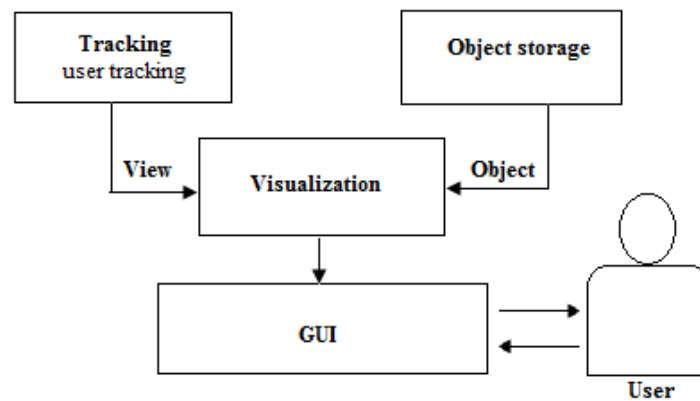 Tracking
user tracking
Object storage
View
Object
Visualization
GUI
User